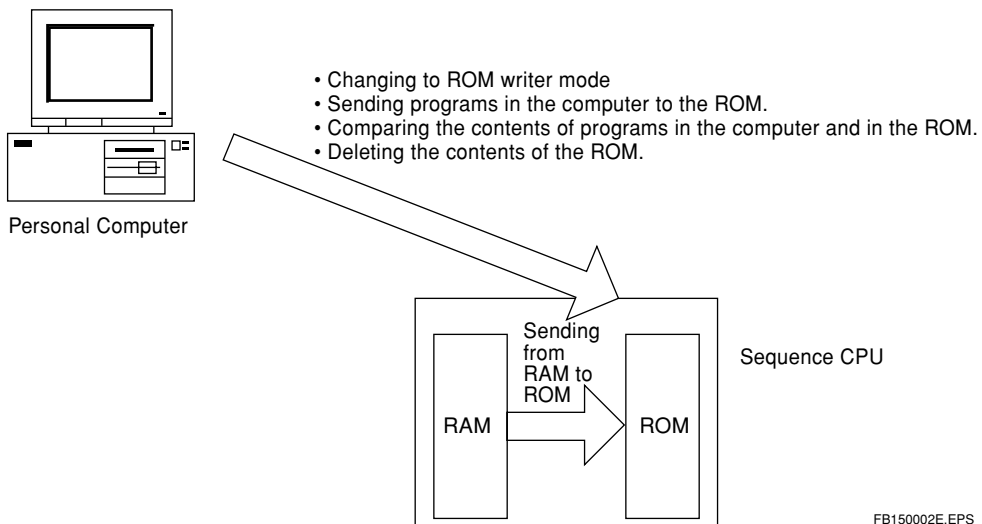 • Changing to ROM writer mode
• Sending programs in the computer to the ROM.
• Comparing the contents of programs in the computer and in the ROM.
• Deleting the contents of the ROM.
Personal Computer
Sending
from
RAM to
ROM
Sequence CPU
RAM
ROM
FB150002E.EPS